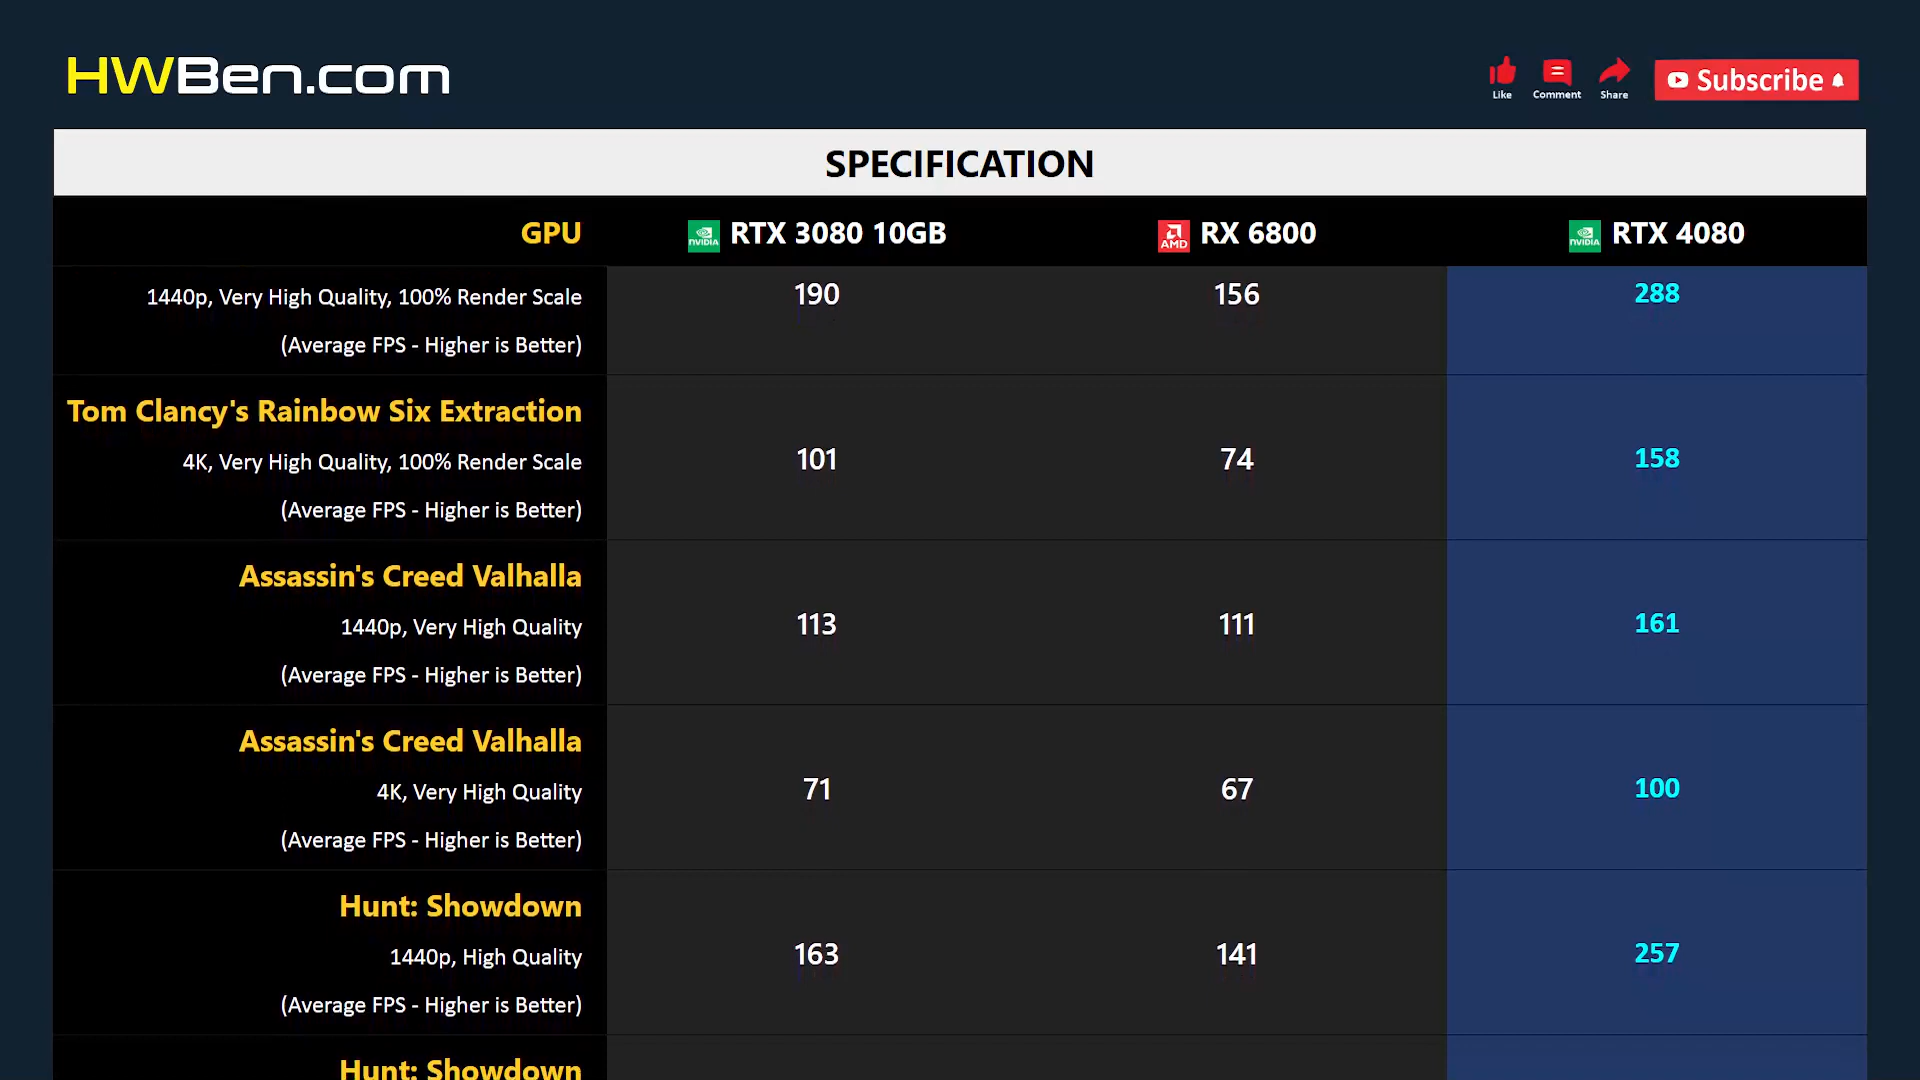 HWBen.com
Like Comment Share Subscribe
SPECIFICATION
GPU NVIDIA RTX 3080 10GB AMD RX 6800 NVIDIA RTX 4080
1440p, Very High Quality, 100% Render Scale 190 156 288
(Average FPS - Higher is Better)
Tom Clancy's Rainbow Six Extraction
4K, Very High Quality, 100% Render Scale 101 74 158
(Average FPS - Higher is Better)
Assassin's Creed Valhalla
1440p, Very High Quality 113 111 161
(Average FPS - Higher is Better)
Assassin's Creed Valhalla
4K, Very High Quality 71 67 100
(Average FPS - Higher is Better)
Hunt: Showdown
1440p, High Quality 163 141 257
(Average FPS - Higher is Better)
Hunt: Showdown